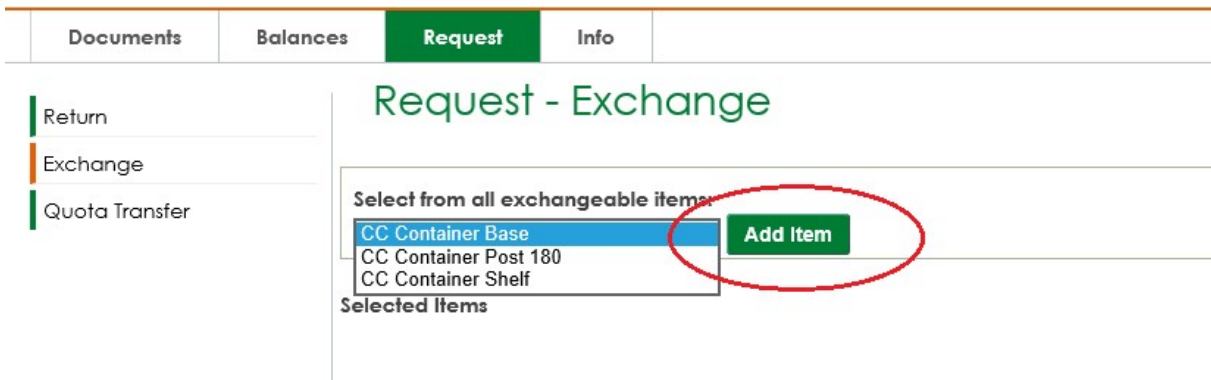 Documents Balances Request Info
Request - Exchange
Return
Exchange
Quota Transfer
Select from all exchangeable items:
CC Container Base Add Item
CC Container Post 180
CC Container Shelf
Selected Items